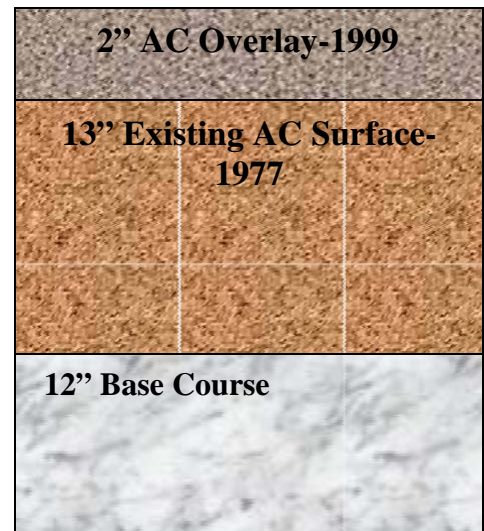 2” AC Overlay-1999
13” Existing AC Surface-
1977
12” Base Course